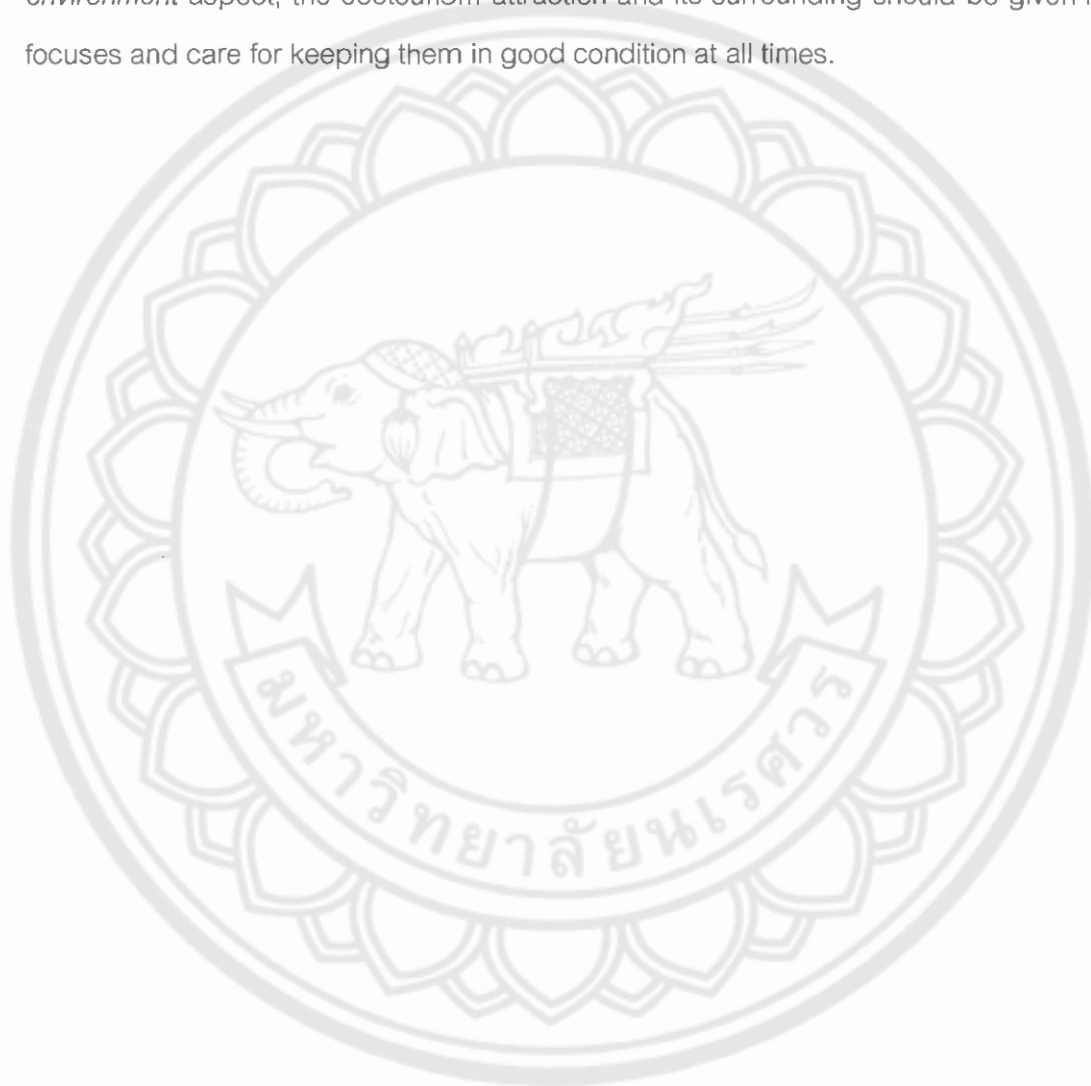 environment aspect, the ecotourism attraction and its surrounding should be given
focuses and care for keeping them in good condition at all times.
มหาวิทยาลัยนเรศวร